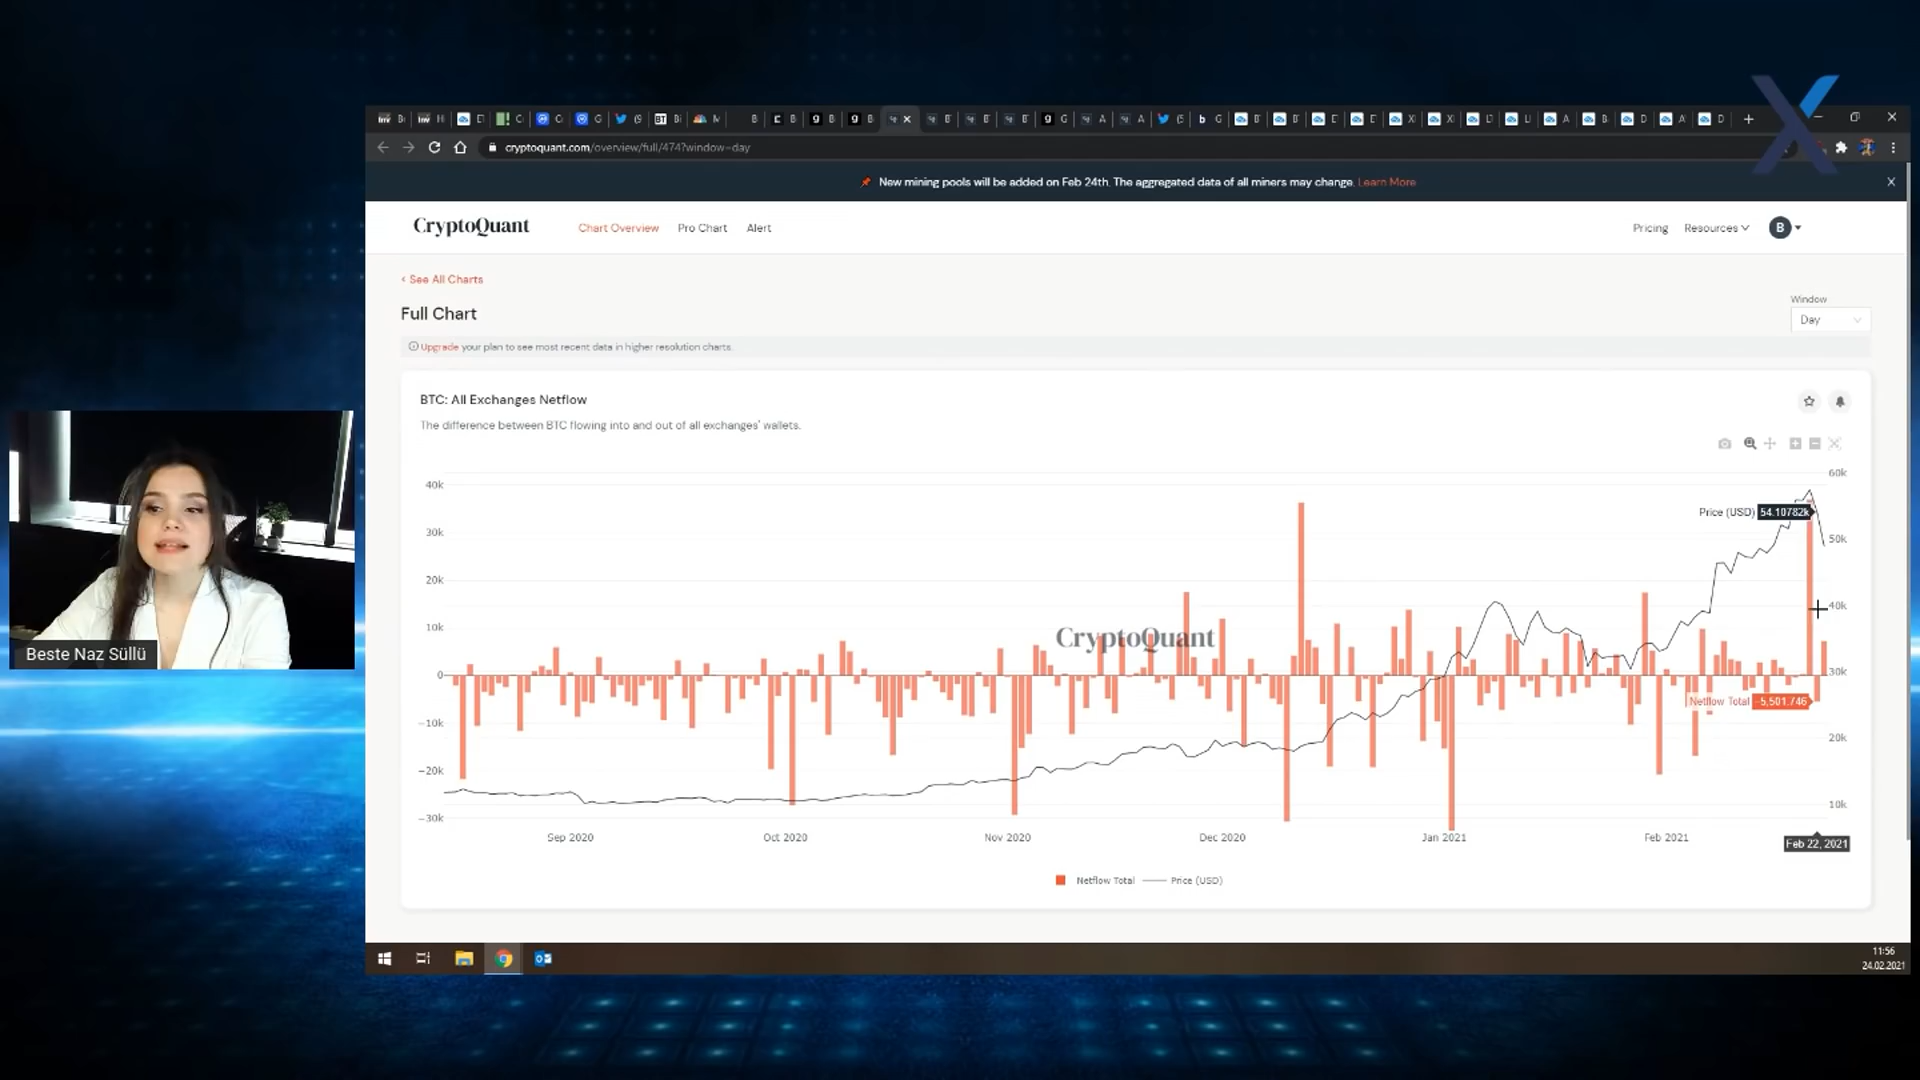 cryptoquant.com/overview/full/474?window=day
New mining pools will be added on Feb 24th. The aggregated data of all miners may change. Learn More
CryptoQuant
Chart Overview
Pro Chart
Alert
Pricing
Resources
B
< See All Charts
Full Chart
Window
Day
Upgrade your plan to see most recent data in higher resolution charts.
BTC: All Exchanges Netflow
The difference between BTC flowing into and out of all exchanges' wallets.
40k
30k
20k
10k
0
−10k
−20k
−30k
60k
50k
40k
30k
20k
10k
Price (USD) 54.10782k
CryptoQuant
Netflow Total −5,501.746
Sep 2020
Oct 2020
Nov 2020
Dec 2020
Jan 2021
Feb 2021
Feb 22, 2021
Netflow Total
Price (USD)
Beste Naz Süllü
11:56
24.02.2021